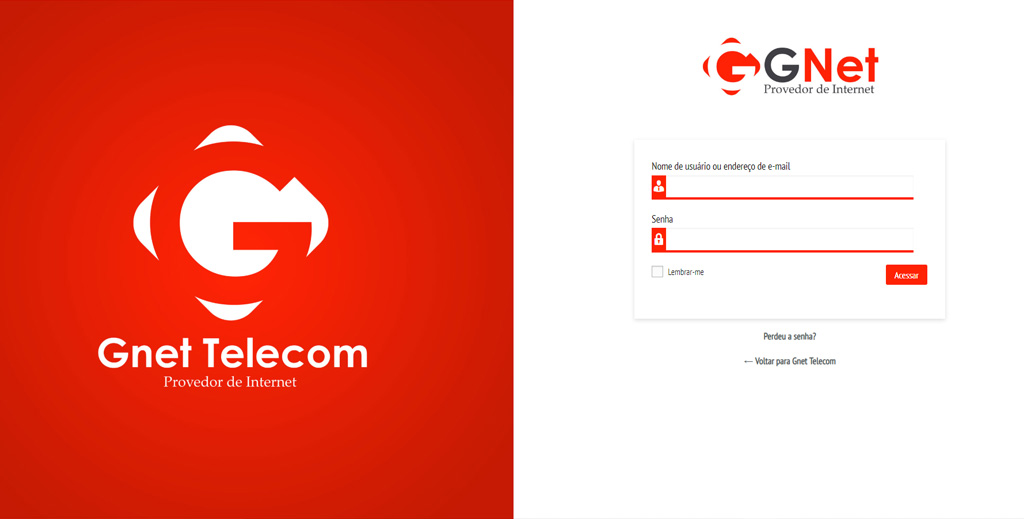 Gnet Telecom
Provedor de Internet
GNet
Provedor de Internet
Nome de usuário ou endereço de e-mail
Senha
Lembrar-me
Acessar
Perdeu a senha?
← Voltar para Gnet Telecom